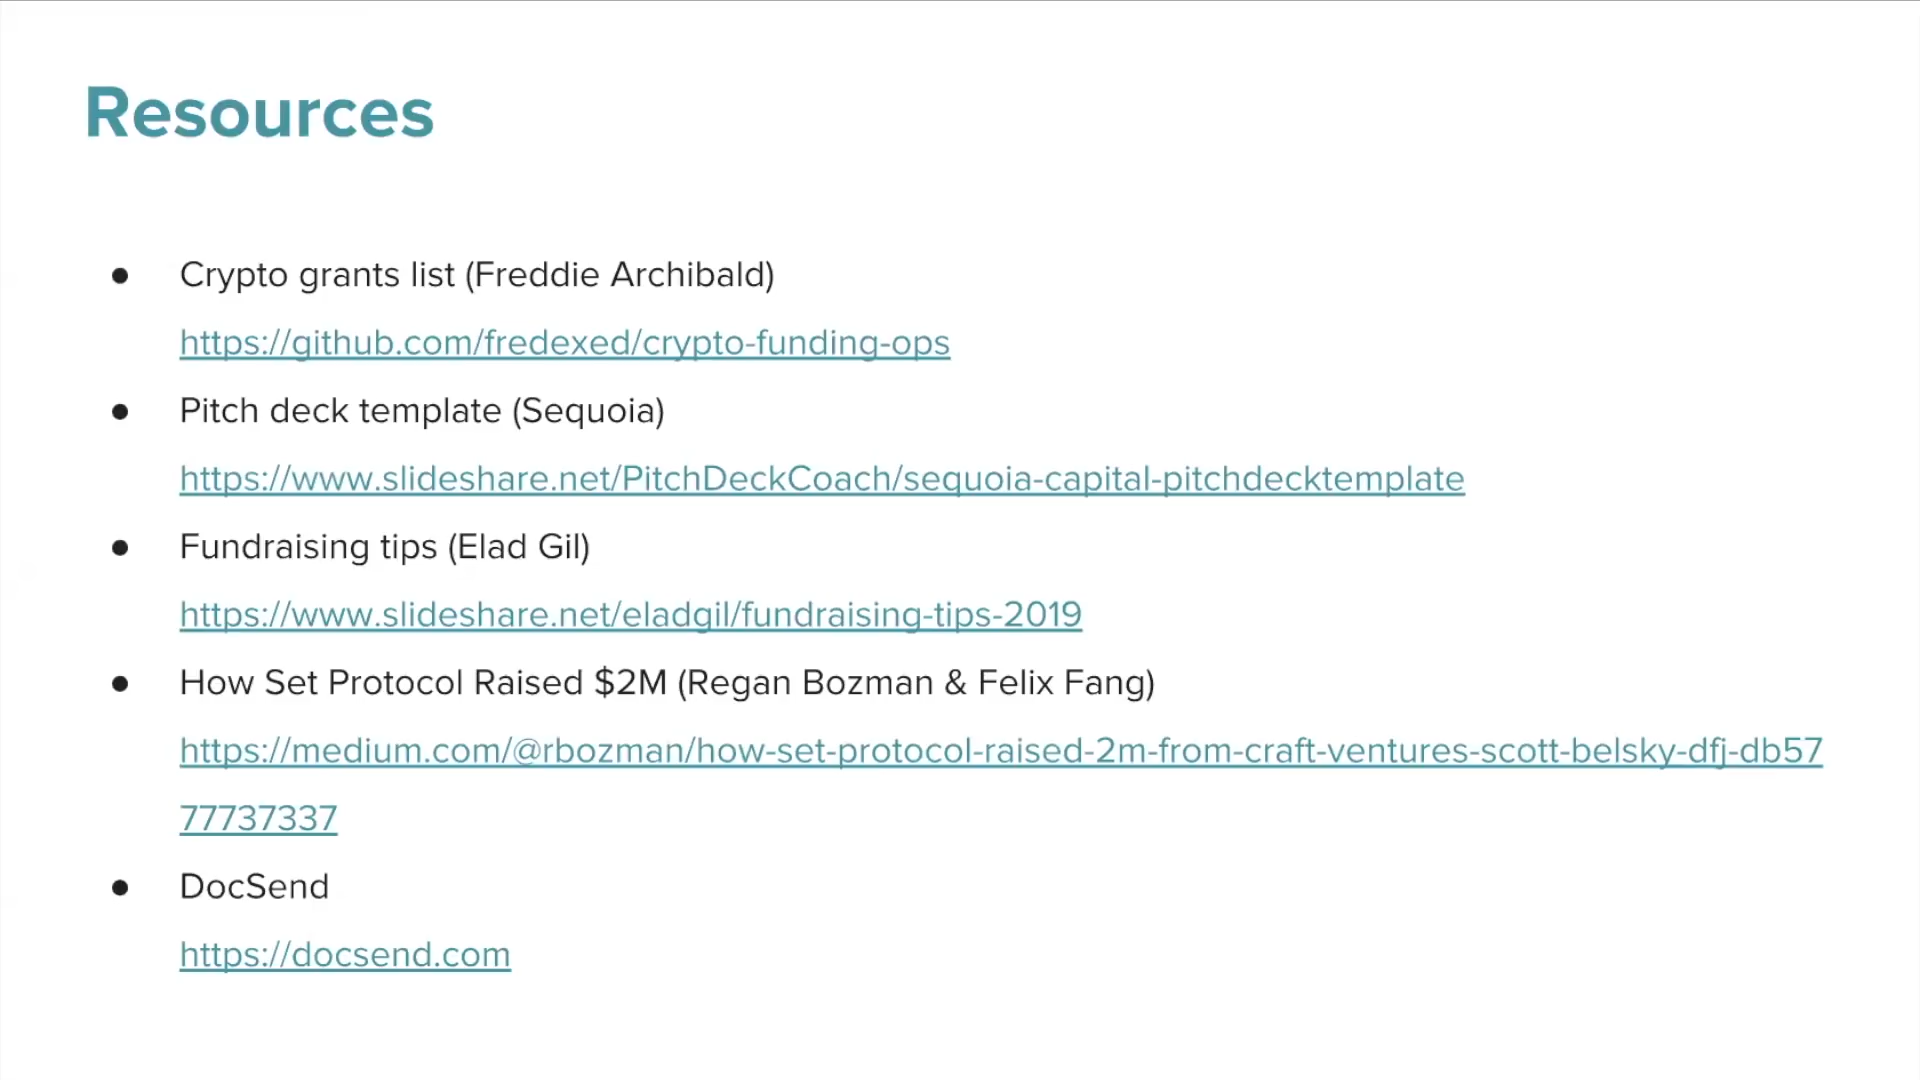 Resources
● Crypto grants list (Freddie Archibald)
https://github.com/fredexed/crypto-funding-ops
● Pitch deck template (Sequoia)
https://www.slideshare.net/PitchDeckCoach/sequoia-capital-pitchdecktemplate
● Fundraising tips (Elad Gil)
https://www.slideshare.net/eladgil/fundraising-tips-2019
● How Set Protocol Raised $2M (Regan Bozman & Felix Fang)
https://medium.com/@rbozman/how-set-protocol-raised-2m-from-craft-ventures-scott-belsky-dfj-db57
77737337
● DocSend
https://docsend.com